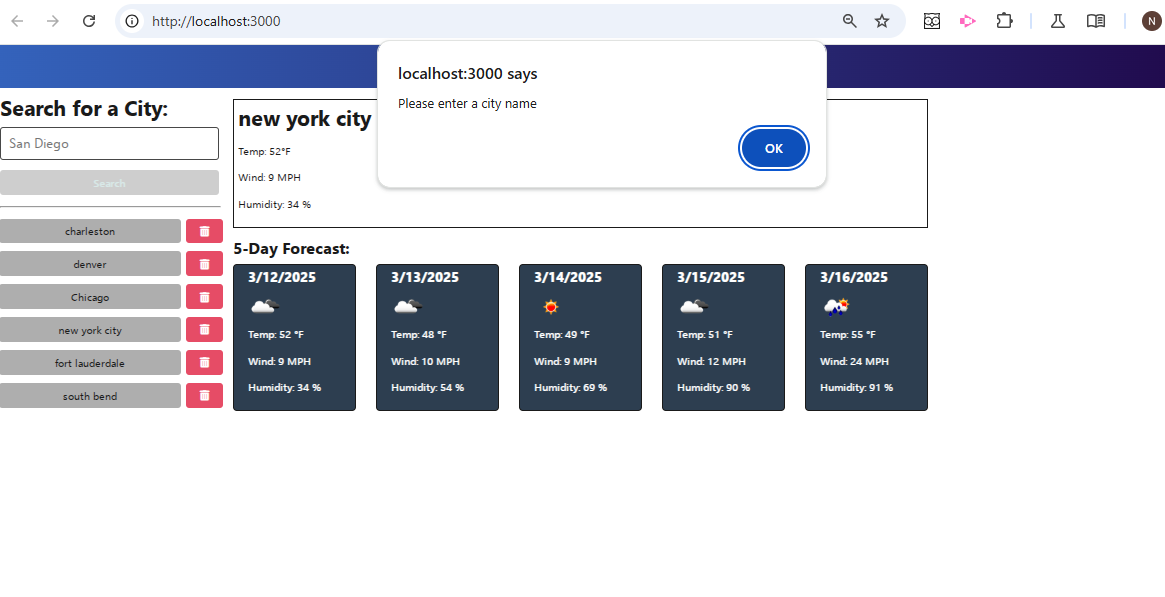 http://localhost:3000
N
localhost:3000 says
Please enter a city name
OK
Search for a City:
San Diego
Search
charleston
denver
Chicago
new york city
fort lauderdale
south bend
new york city
Temp: 52°F
Wind: 9 MPH
Humidity: 34 %
5-Day Forecast:
3/12/2025
Temp: 52 °F
Wind: 9 MPH
Humidity: 34 %
3/13/2025
Temp: 48 °F
Wind: 10 MPH
Humidity: 54 %
3/14/2025
Temp: 49 °F
Wind: 9 MPH
Humidity: 69 %
3/15/2025
Temp: 51 °F
Wind: 12 MPH
Humidity: 90 %
3/16/2025
Temp: 55 °F
Wind: 24 MPH
Humidity: 91 %